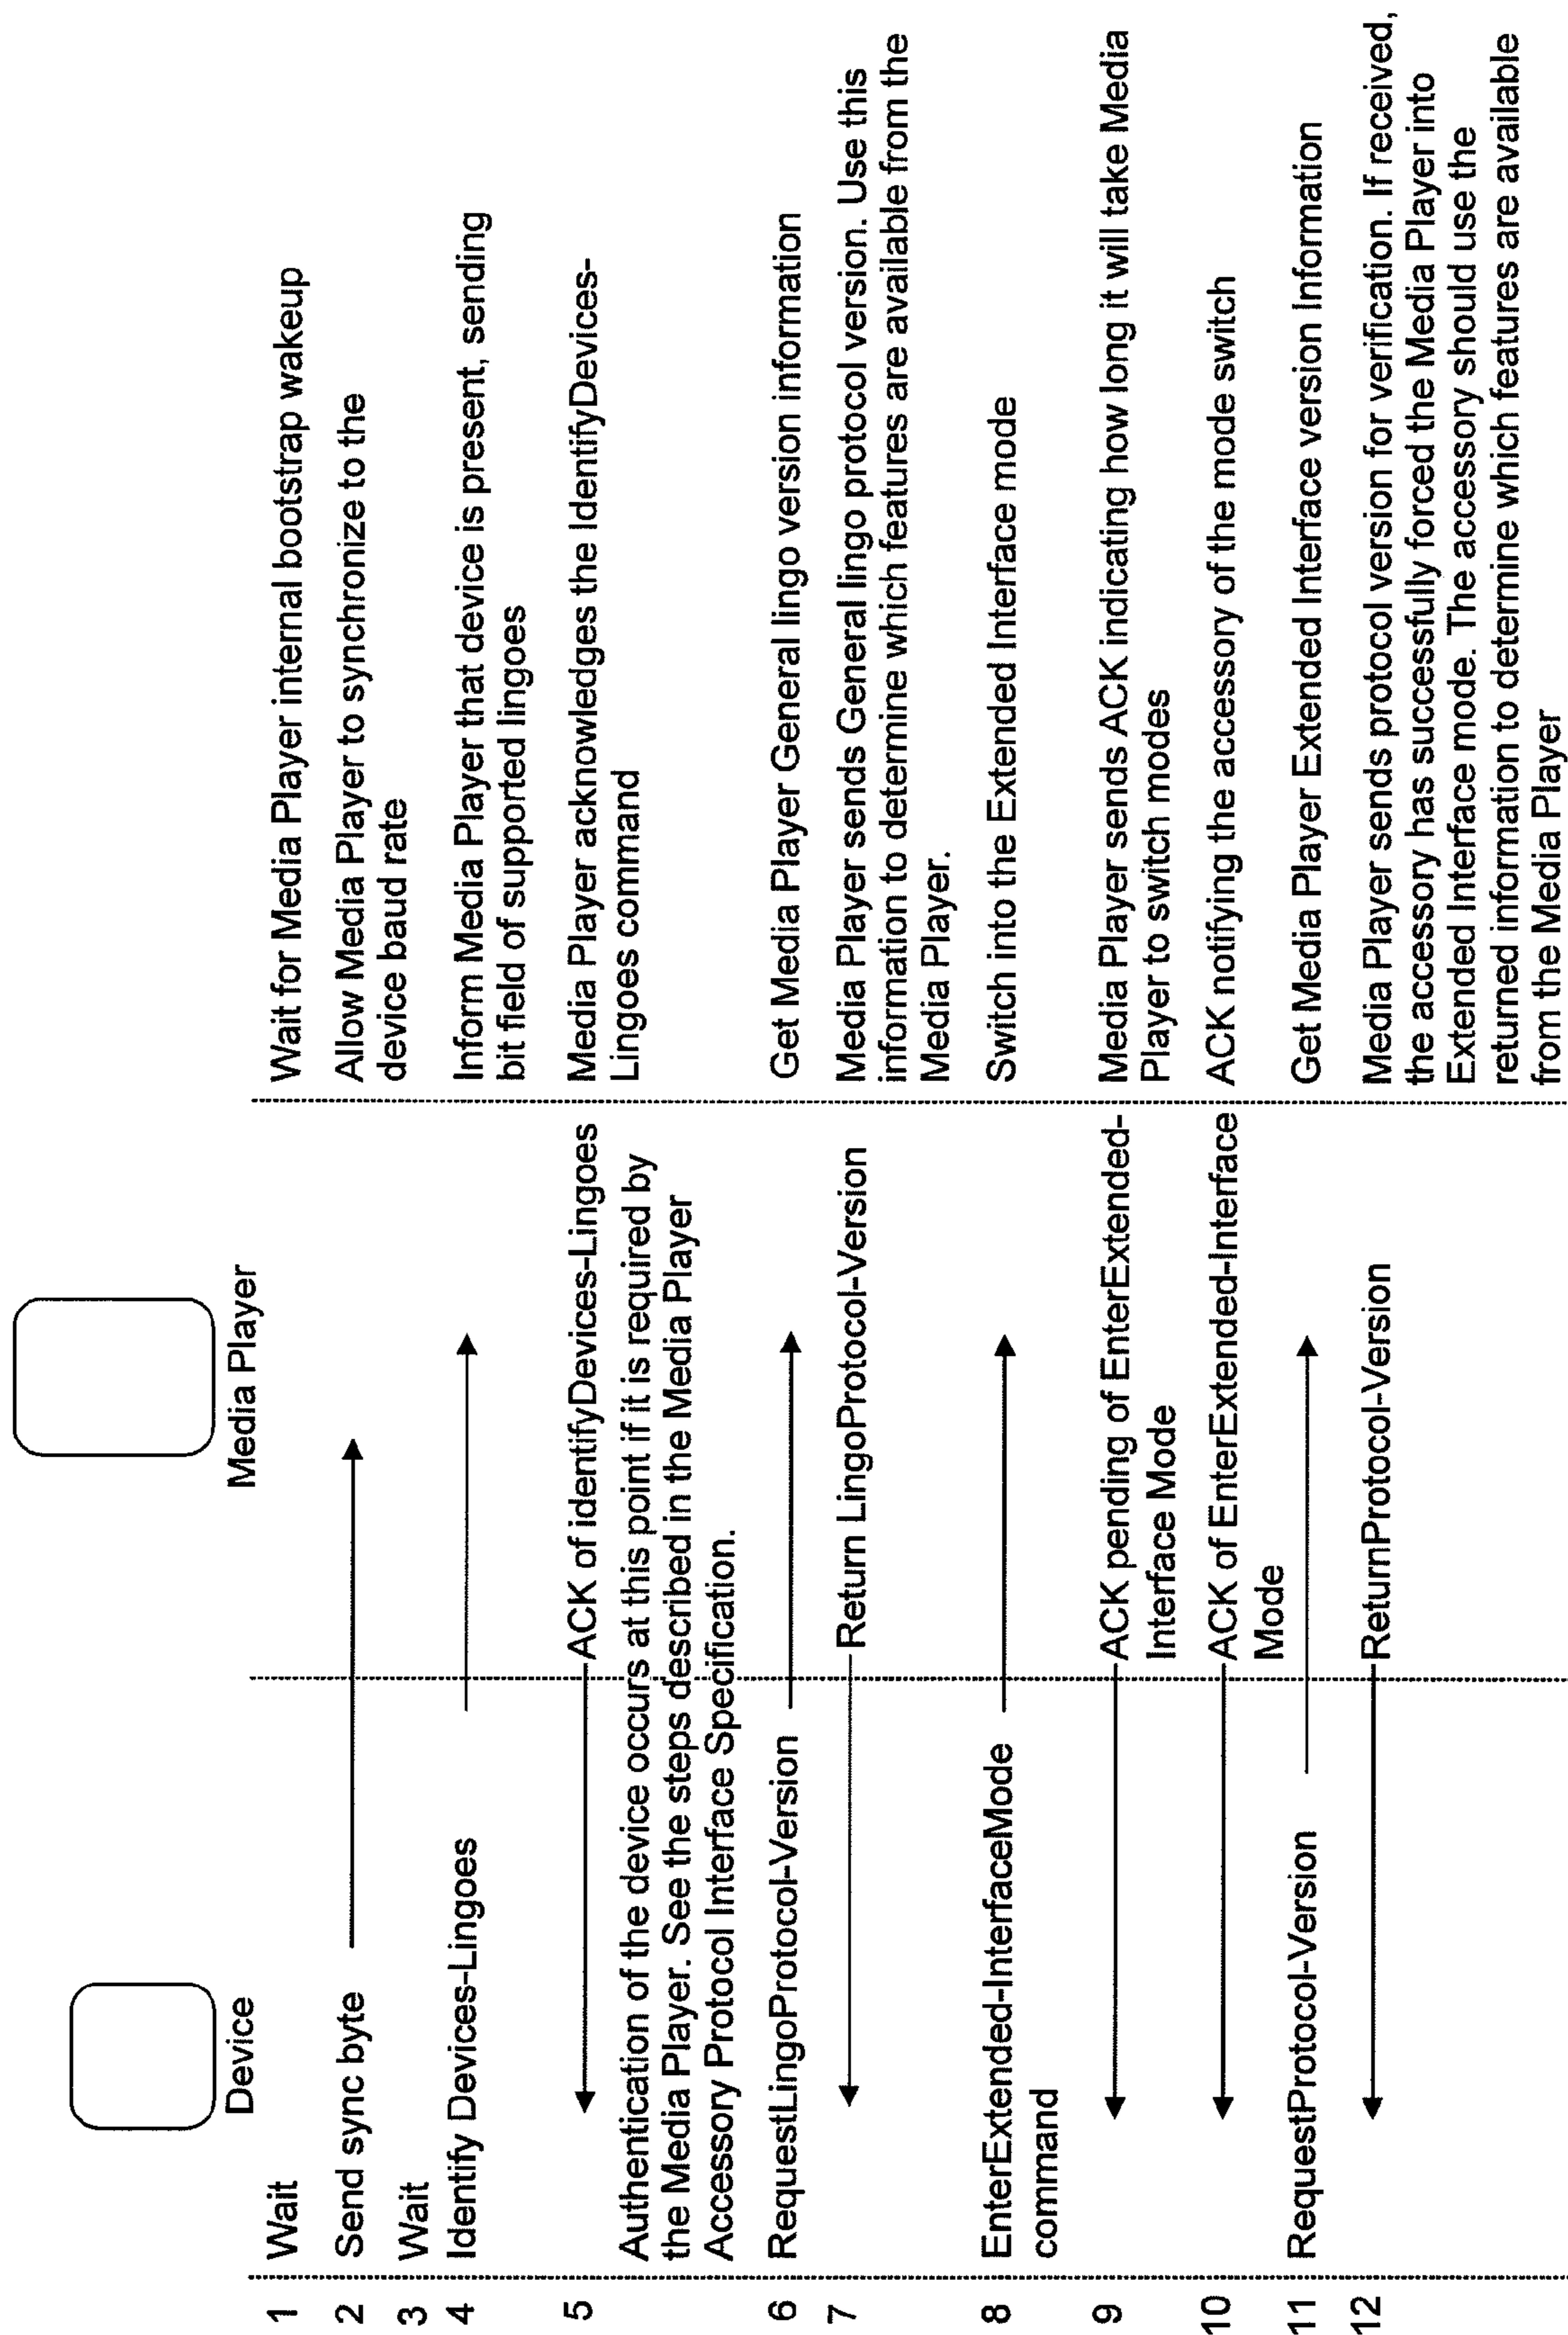 Device
Media Player
1 Wait
Wait for Media Player internal bootstrap wakeup
2 Send sync byte
Allow Media Player to synchronize to the
device baud rate
3 Wait
4 Identify Devices-Lingoes
Inform Media Player that device is present, sending
bit field of supported lingoes
5
ACK of identifyDevices-Lingoes
Media Player acknowledges the IdentifyDevices-
Lingoes command
Authentication of the device occurs at this point if it is required by
the Media Player. See the steps described in the Media Player
Accessory Protocol Interface Specification.
6 RequestLingoProtocol-Version
Get Media Player General lingo version information
7
Return LingoProtocol-Version
Media Player sends General lingo protocol version. Use this
information to determine which features are available from the
Media Player.
8 EnterExtended-InterfaceMode
command
Switch into the Extended Interface mode
9
ACK pending of EnterExtended-
Interface Mode
Media Player sends ACK indicating how long it will take Media
Player to switch modes
10
ACK of EnterExtended-Interface
Mode
ACK notifying the accessory of the mode switch
11 RequestProtocol-Version
Get Media Player Extended Interface version Information
12
ReturnProtocol-Version
Media Player sends protocol version for verification. If received,
the accessory has successfully forced the Media Player into
Extended Interface mode. The accessory should use the
returned information to determine which features are available
from the Media Player